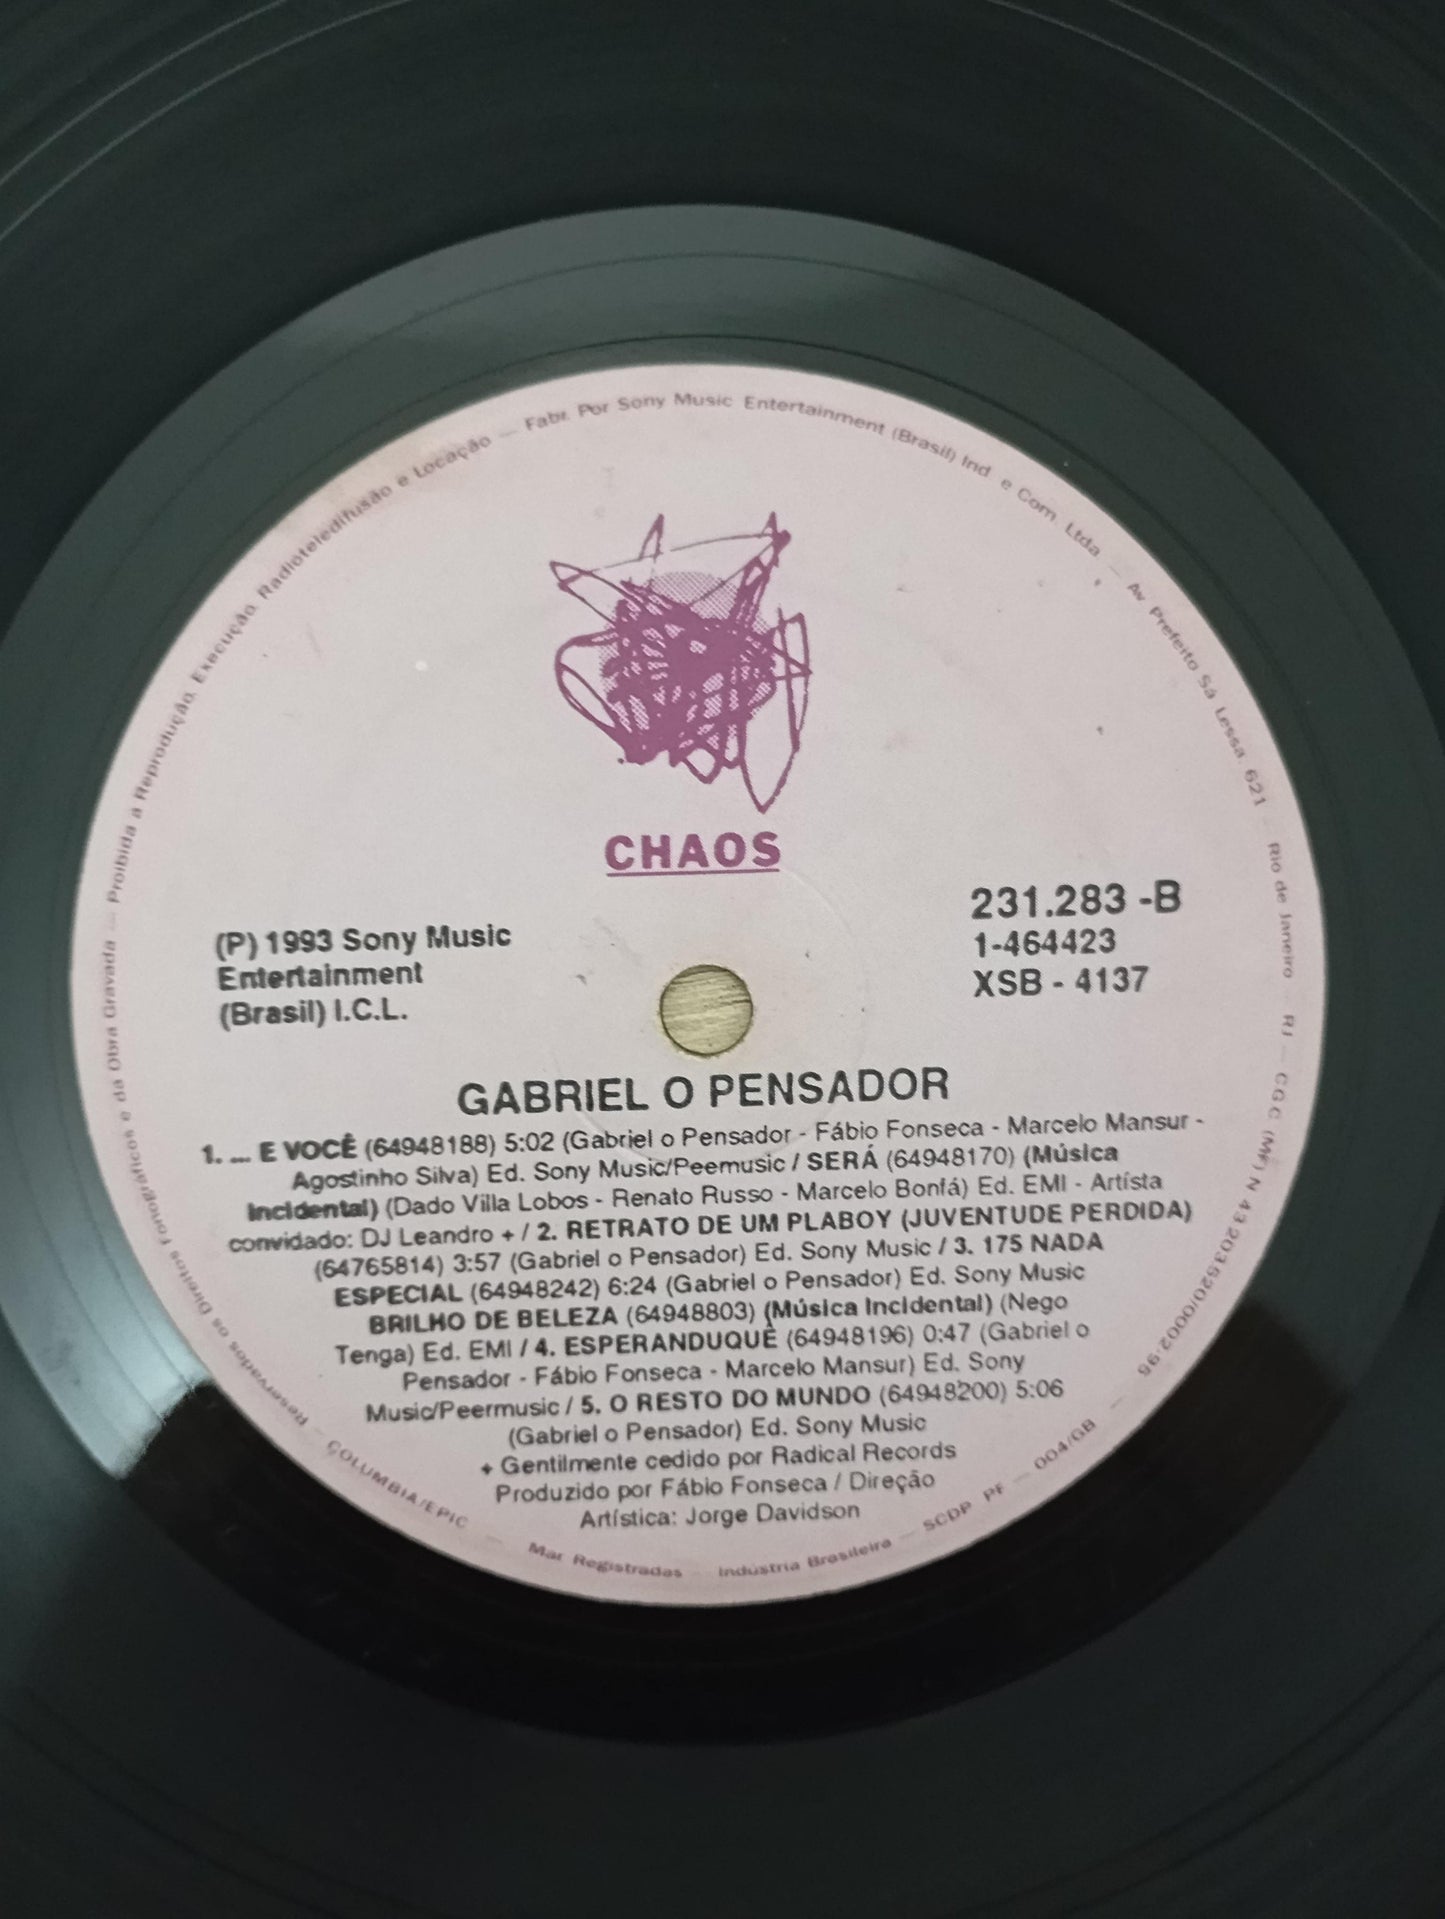 Reservados os Direitos Fonográficos e da Obra Gravada — Proibida a Reprodução, Execução, Radioteledifusão e Locação — Fabr. Por Sony Music Entertainment (Brasil) Ind. e Com. Ltda. — Av. Prefeito Sá Lessa, 621 — Rio de Janeiro RJ — CGC (MF) N 43203520/0002-96 —
CHAOS
(P) 1993 Sony Music
Entertainment
(Brasil) I.C.L.
231.283 -B
1-464423
XSB - 4137
GABRIEL O PENSADOR
1. ... E VOCÊ (64948188) 5:02 (Gabriel o Pensador - Fábio Fonseca - Marcelo Mansur -
Agostinho Silva) Ed. Sony Music/Peemusic / SERÁ (64948170) (Música
Incidental) (Dado Villa Lobos - Renato Russo - Marcelo Bonfá) Ed. EMI - Artísta
convidado: DJ Leandro + / 2. RETRATO DE UM PLABOY (JUVENTUDE PERDIDA)
(64765814) 3:57 (Gabriel o Pensador) Ed. Sony Music / 3. 175 NADA
ESPECIAL (64948242) 6:24 (Gabriel o Pensador) Ed. Sony Music
BRILHO DE BELEZA (64948803) (Música Incidental) (Nego
Tenga) Ed. EMI / 4. ESPERANDUQUÊ (64948196) 0:47 (Gabriel o
Pensador - Fábio Fonseca - Marcelo Mansur) Ed. Sony
Music/Peermusic / 5. O RESTO DO MUNDO (64948200) 5:06
(Gabriel o Pensador) Ed. Sony Music
+ Gentilmente cedido por Radical Records
Produzido por Fábio Fonseca / Direção
Artística: Jorge Davidson
COLUMBIA/EPIC — Mar Registradas — Indústria Brasileira — SCDP PF — 004/GB —